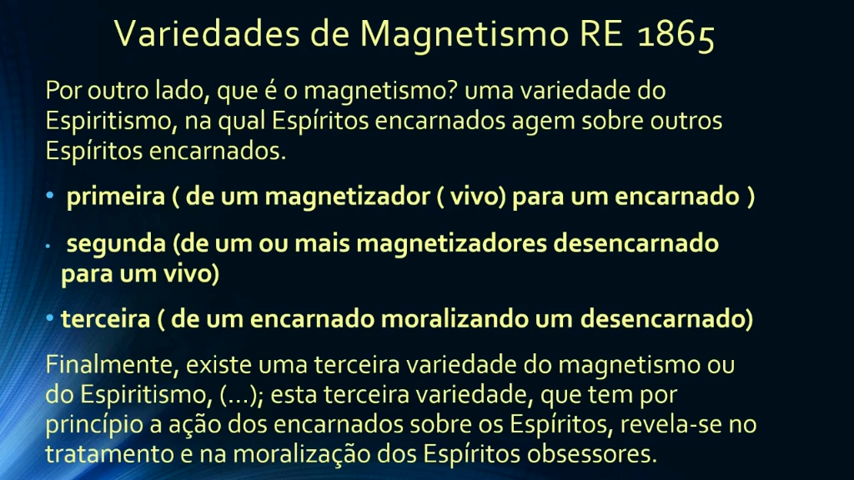 Variedades de Magnetismo RE 1865
Por outro lado, que é o magnetismo? uma variedade do
Espiritismo, na qual Espíritos encarnados agem sobre outros
Espíritos encarnados.
• primeira ( de um magnetizador ( vivo) para um encarnado )
• segunda (de um ou mais magnetizadores desencarnado
para um vivo)
• terceira ( de um encarnado moralizando um desencarnado)
Finalmente, existe uma terceira variedade do magnetismo ou
do Espiritismo, (...); esta terceira variedade, que tem por
princípio a ação dos encarnados sobre os Espíritos, revela-se no
tratamento e na moralização dos Espíritos obsessores.